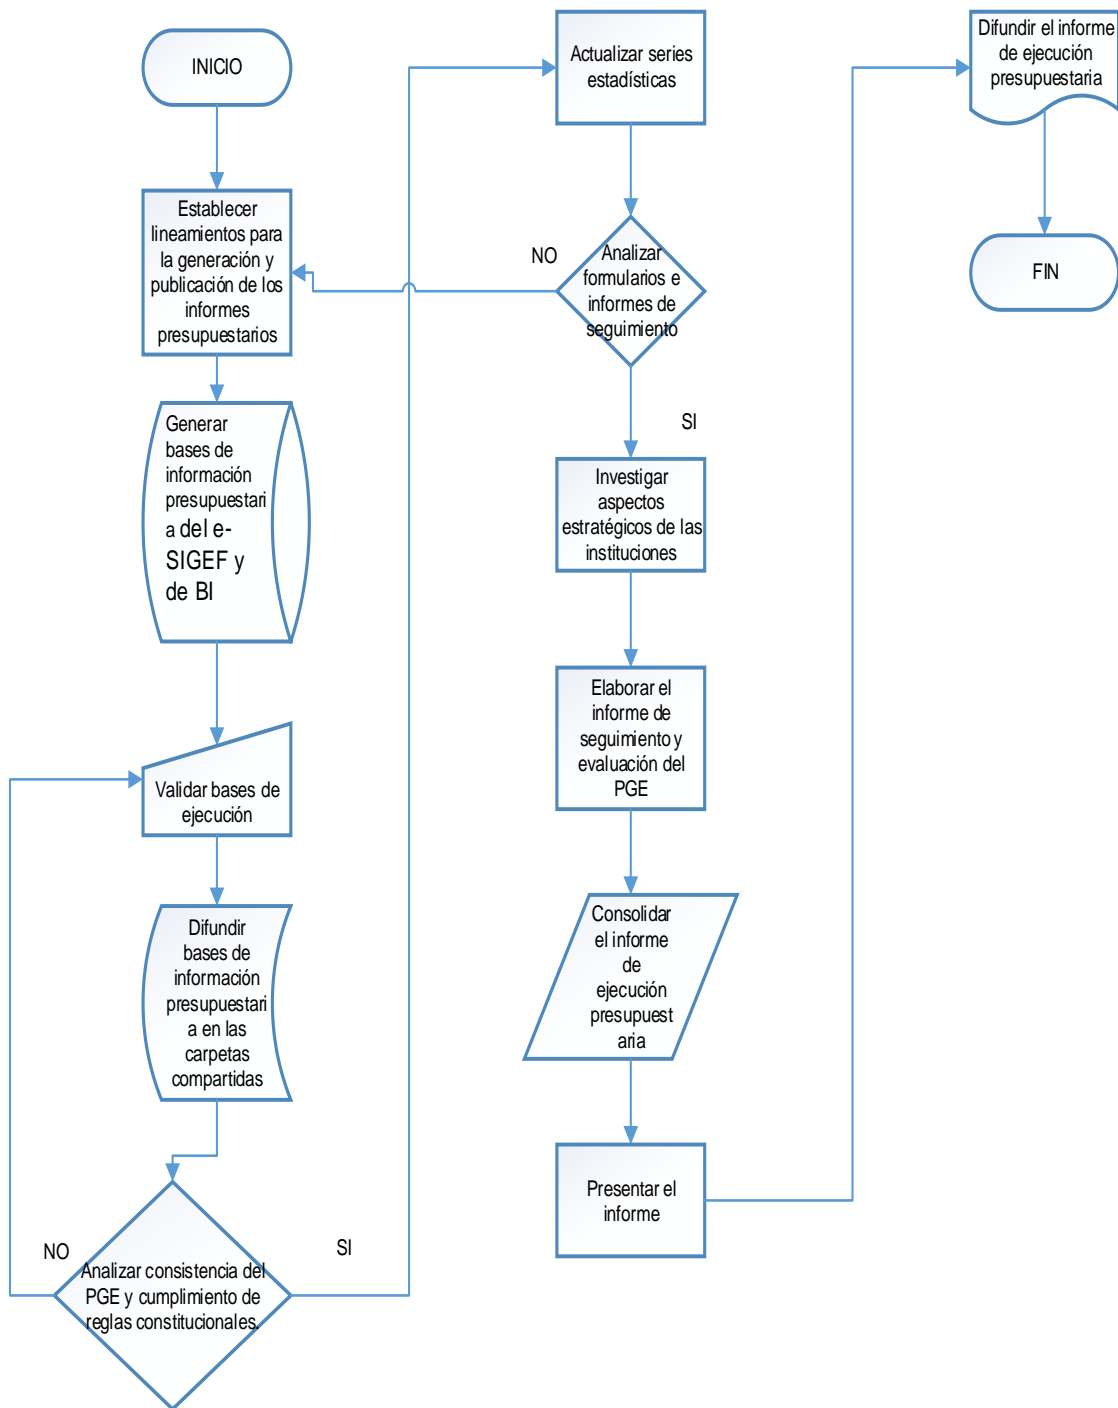 INICIO
Establecer
lineamientos para
la generación y
publicación de los
informes
presupuestarios
Generar
bases de
información
presupuestari
a del e-
SIGEF y
de BI
Validar bases de
ejecución
Difundir
bases de
información
presupuestari
a en las
carpetas
compartidas
NO
SI
Analizar consistencia del
PGE y cumplimiento de
reglas constitucionales.
Actualizar series
estadísticas
NO
Analizar
formularios e
informes de
seguimiento
SI
Investigar
aspectos
estratégicos de las
instituciones
Elaborar el
informe de
seguimiento y
evaluación del
PGE
Consolidar
el informe
de
ejecución
presupuest
aria
Presentar el
informe
Difundir el informe
de ejecución
presupuestaria
FIN